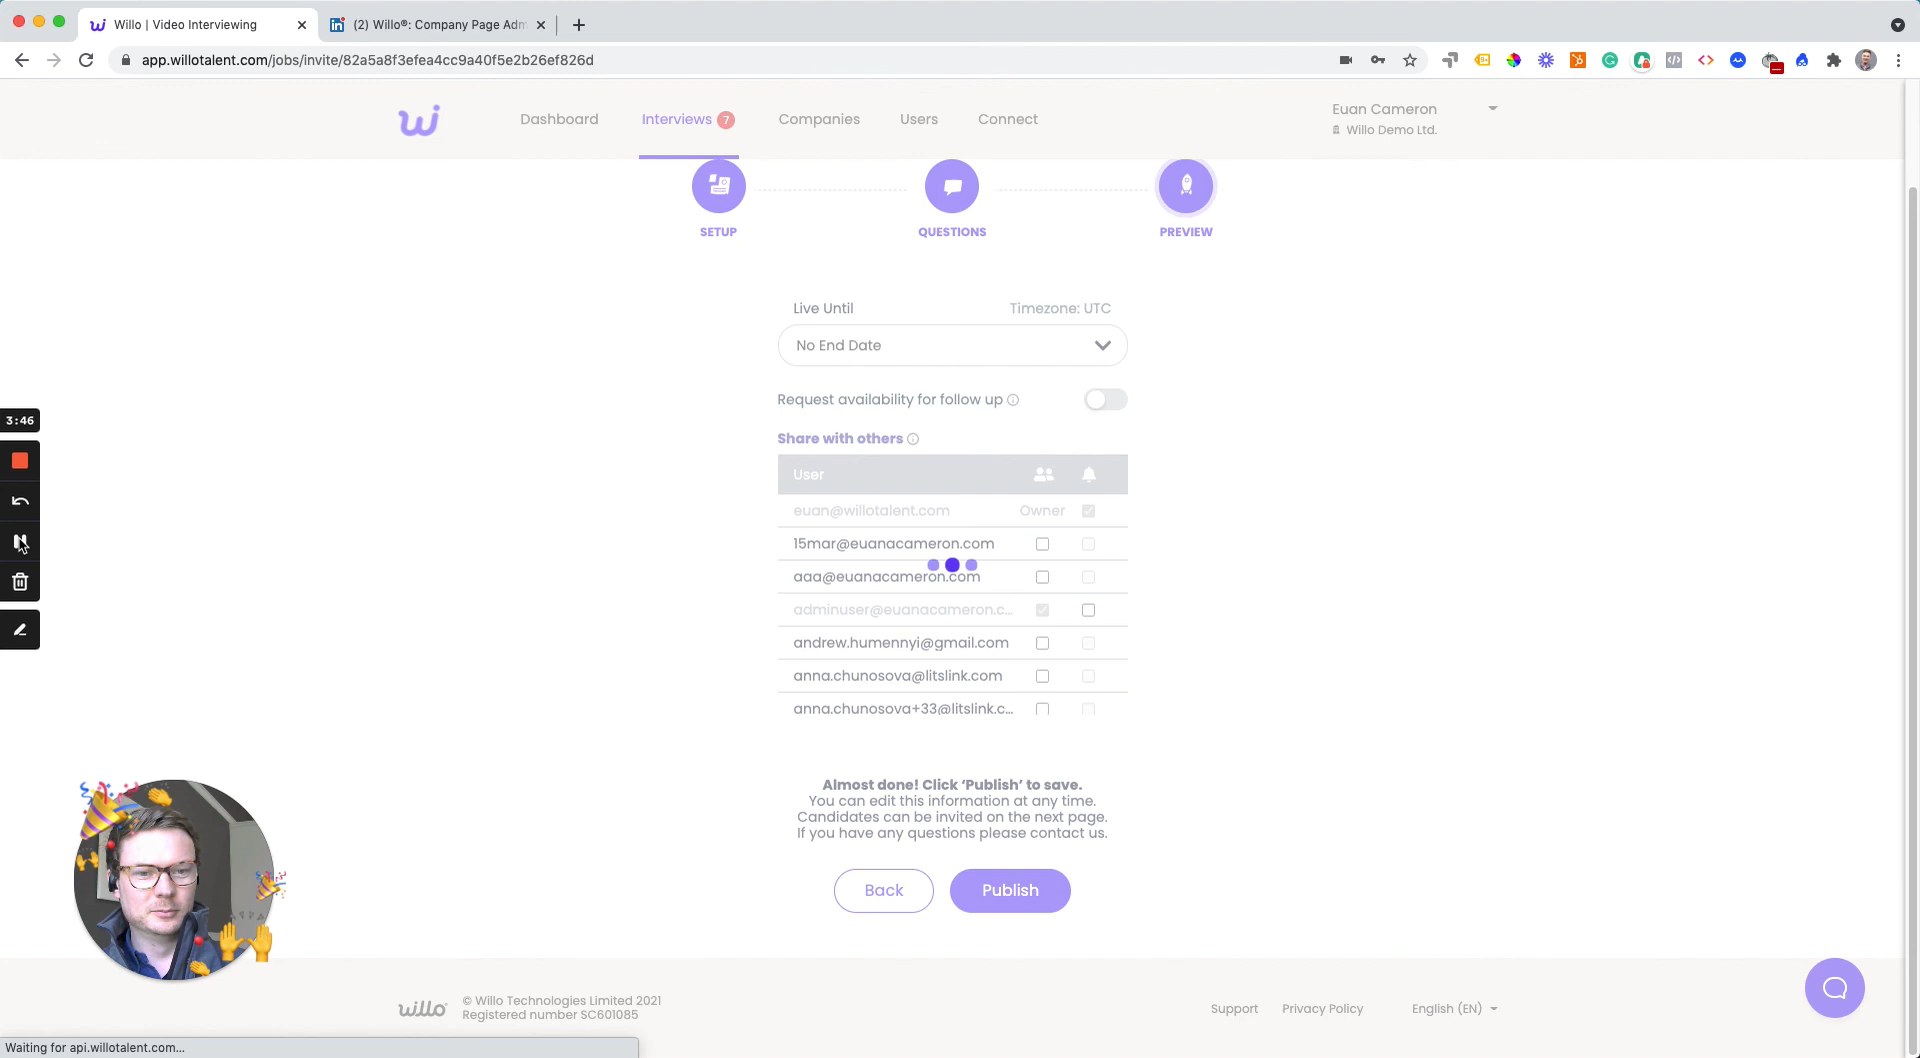 Willo | Video Interviewing
(2) Willo®: Company Page Adm
app.willotalent.com/jobs/invite/82a5a8f3efea4cc9a40f5e2b26ef826d
wi
Dashboard
Interviews 7
Companies
Users
Connect
Euan Cameron
Willo Demo Ltd.
SETUP
QUESTIONS
PREVIEW
Live Until
Timezone: UTC
No End Date
Request availability for follow up
Share with others
User
euan@willotalent.com Owner
15mar@euanacameron.com
aaa@euanacameron.com
adminuser@euanacameron.c...
andrew.humennyi@gmail.com
anna.chunosova@litslink.com
anna.chunosova+33@litslink.c...
3:46
Almost done! Click ‘Publish’ to save.
You can edit this information at any time.
Candidates can be invited on the next page.
If you have any questions please contact us.
Back
Publish
willo
© Willo Technologies Limited 2021
Registered number SC601085
Support
Privacy Policy
English (EN)
Waiting for api.willotalent.com...